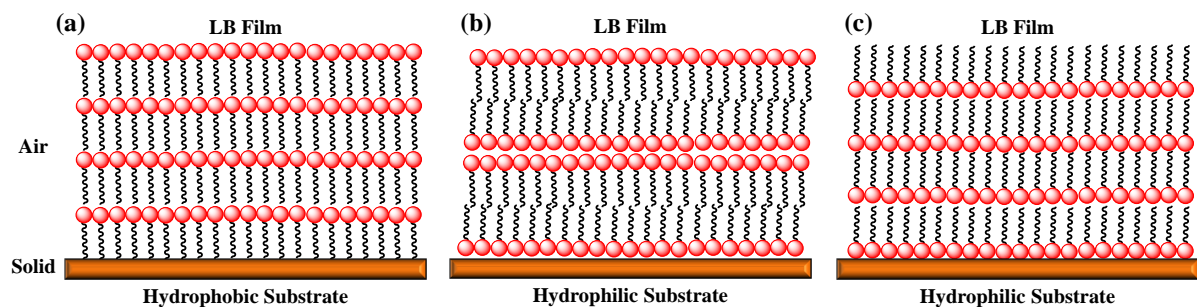 (a)
LB Film
(b)
LB Film
(c)
LB Film
Air
Solid
Hydrophobic Substrate
Hydrophilic Substrate
Hydrophilic Substrate